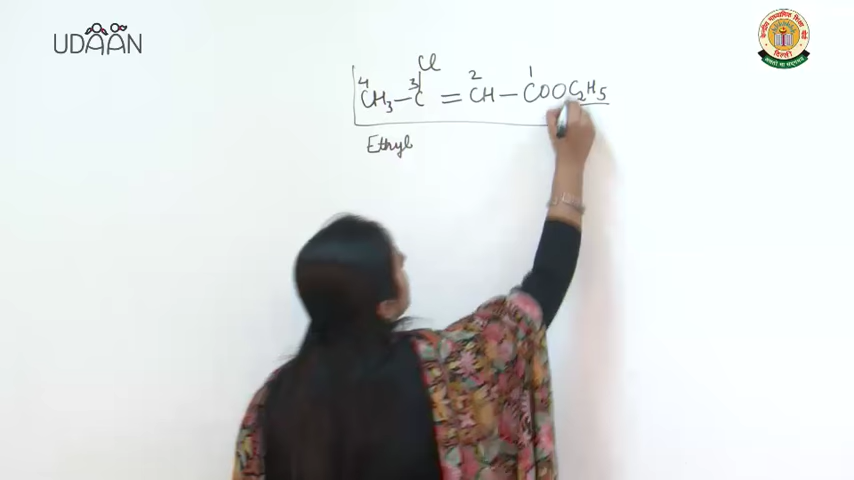 UDAAN
Cl
4 3 2 1
CH₃ – C = CH – COOC₂H₅
Ethyl